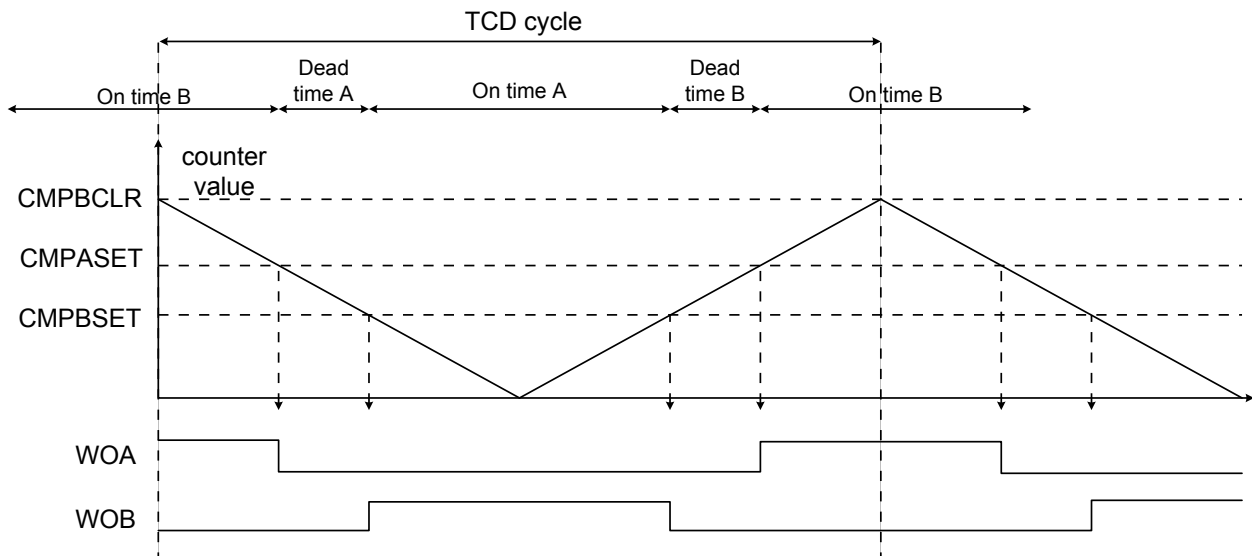 TCD cycle
On time B
Dead
time A
On time A
Dead
time B
On time B
counter
value
CMPBCLR
CMPASET
CMPBSET
WOA
WOB